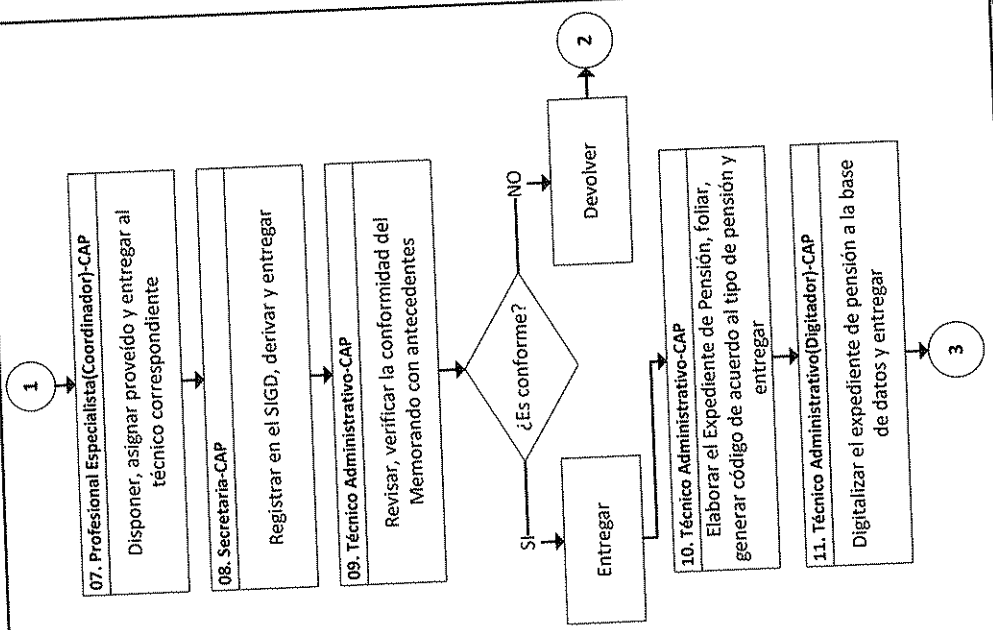 1
07. Profesional Especialista(Coordinador)-CAP
Disponer, asignar proveído y entregar al
técnico correspondiente
08. Secretaria-CAP
Registrar en el SIGD, derivar y entregar
09. Técnico Administrativo-CAP
Revisar, verificar la conformidad del
Memorando con antecedentes
¿Es conforme?
SI
NO
Entregar
Devolver
2
10. Técnico Administrativo-CAP
Elaborar el Expediente de Pensión, foliar,
generar código de acuerdo al tipo de pensión y
entregar
11. Técnico Administrativo(Digitador)-CAP
Digitalizar el expediente de pensión a la base
de datos y entregar
3